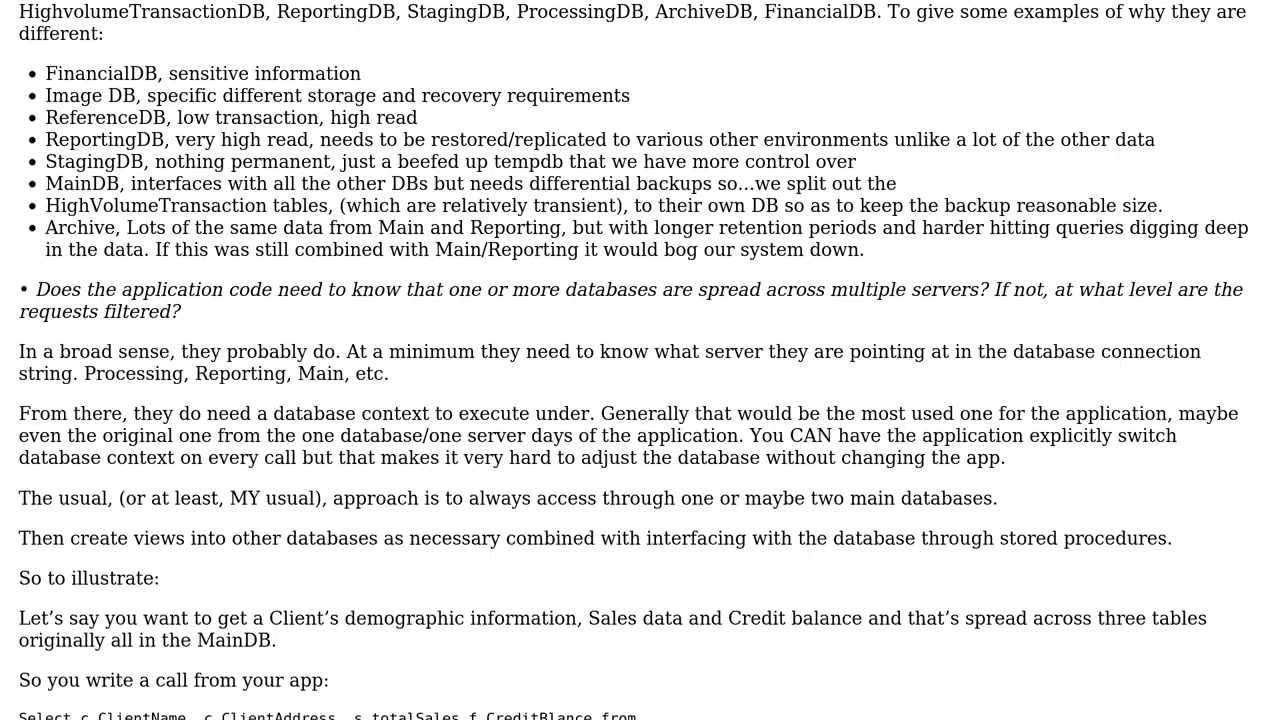 HighvolumeTransactionDB, ReportingDB, StagingDB, ProcessingDB, ArchiveDB, FinancialDB. To give some examples of why they are
different:
• FinancialDB, sensitive information
• Image DB, specific different storage and recovery requirements
• ReferenceDB, low transaction, high read
• ReportingDB, very high read, needs to be restored/replicated to various other environments unlike a lot of the other data
• StagingDB, nothing permanent, just a beefed up tempdb that we have more control over
• MainDB, interfaces with all the other DBs but needs differential backups so…we split out the
• HighVolumeTransaction tables, (which are relatively transient), to their own DB so as to keep the backup reasonable size.
• Archive, Lots of the same data from Main and Reporting, but with longer retention periods and harder hitting queries digging deep
in the data. If this was still combined with Main/Reporting it would bog our system down.
• Does the application code need to know that one or more databases are spread across multiple servers? If not, at what level are the
requests filtered?
In a broad sense, they probably do. At a minimum they need to know what server they are pointing at in the database connection
string. Processing, Reporting, Main, etc.
From there, they do need a database context to execute under. Generally that would be the most used one for the application, maybe
even the original one from the one database/one server days of the application. You CAN have the application explicitly switch
database context on every call but that makes it very hard to adjust the database without changing the app.
The usual, (or at least, MY usual), approach is to always access through one or maybe two main databases.
Then create views into other databases as necessary combined with interfacing with the database through stored procedures.
So to illustrate:
Let’s say you want to get a Client’s demographic information, Sales data and Credit balance and that’s spread across three tables
originally all in the MainDB.
So you write a call from your app:
Select c.ClientName, c.ClientAddress, s.totalSales,f.CreditBlance from